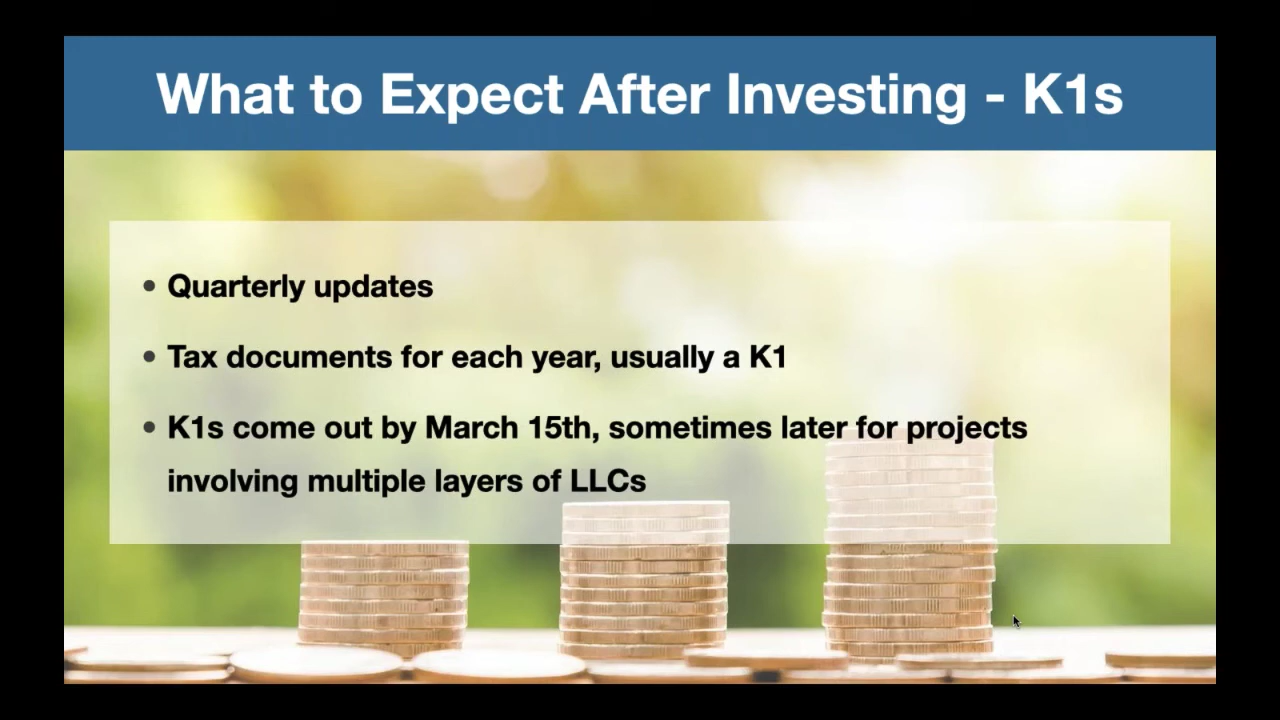 What to Expect After Investing - K1s
• Quarterly updates
• Tax documents for each year, usually a K1
• K1s come out by March 15th, sometimes later for projects
involving multiple layers of LLCs